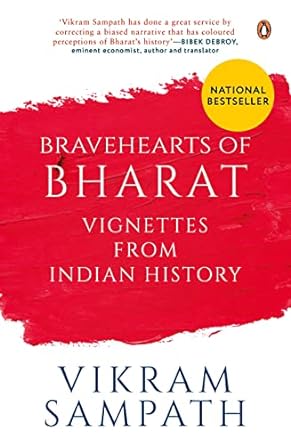 'Vikram Sampath has done a great service by
correcting a biased narrative that has coloured
perceptions of Bharat's history'—BIBEK DEBROY,
eminent economist, author and translator
NATIONAL
BESTSELLER
BRAVEHEARTS OF
BHARAT
VIGNETTES
FROM
INDIAN HISTORY
VIKRAM
SAMPATH